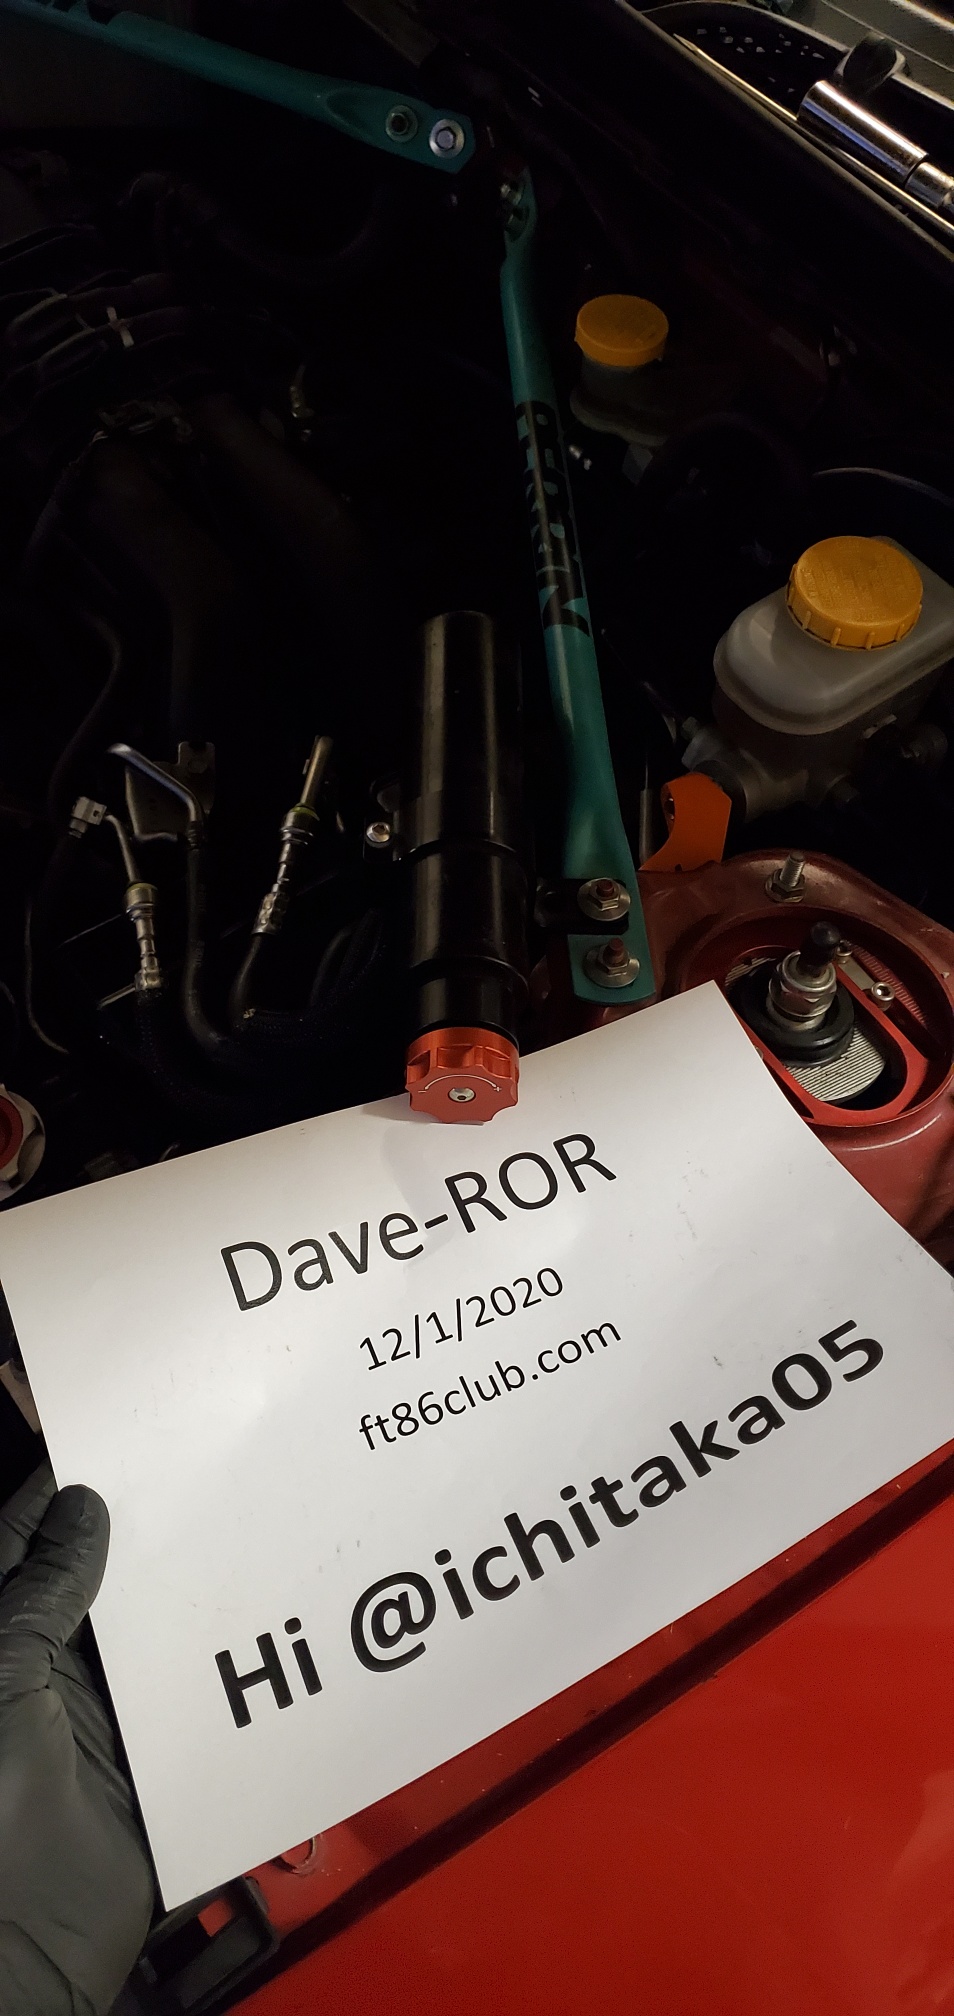 Dave-ROR
12/1/2020
ft86club.com
Hi @ichitaka05